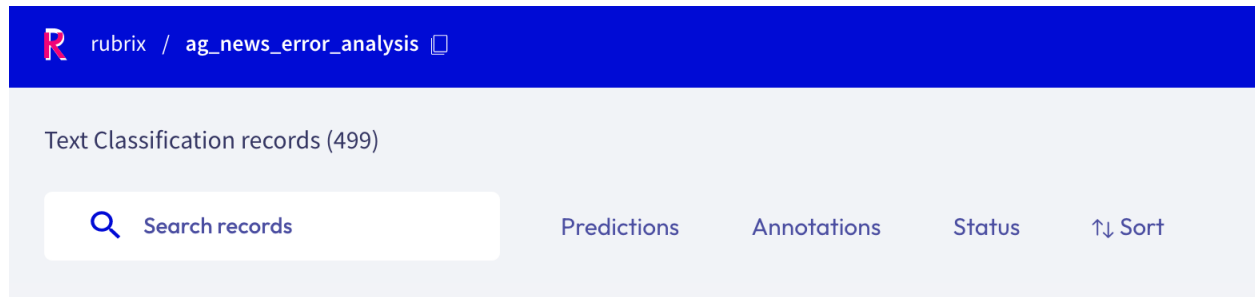 R rubrix / ag_news_error_analysis
Text Classification records (499)
Search records Predictions Annotations Status Sort